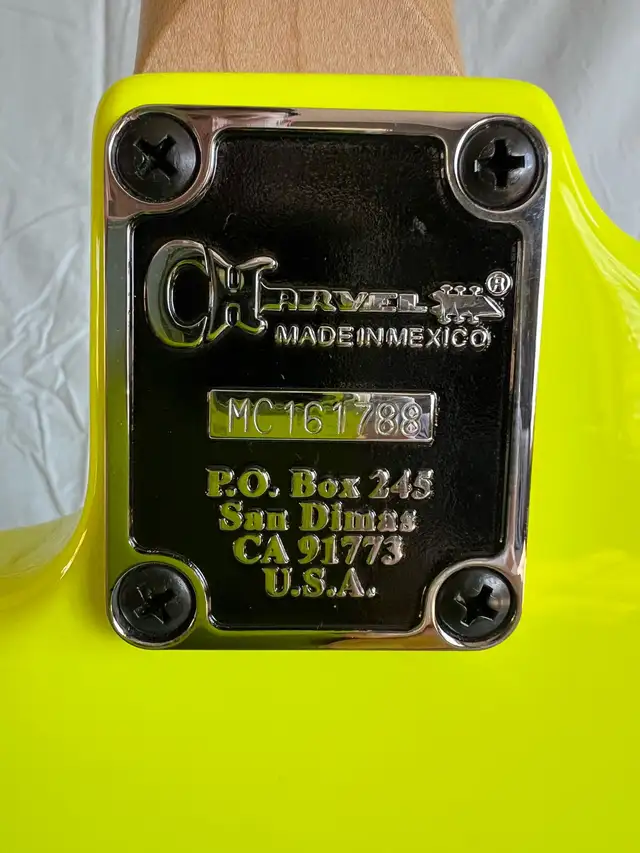 CHARVEL ®
MADE IN MEXICO
MC161788
P.O. Box 245
San Dimas
CA 91773
U.S.A.